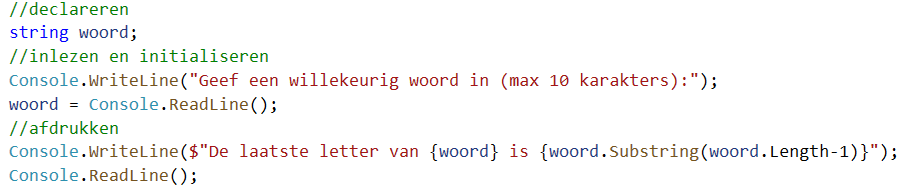 //declareren
string woord;
//inlezen en initialiseren
Console.WriteLine("Geef een willekeurig woord in (max 10 karakters):");
woord = Console.ReadLine();
//afdrukken
Console.WriteLine($"De laatste letter van {woord} is {woord.Substring(woord.Length-1)}");
Console.ReadLine();